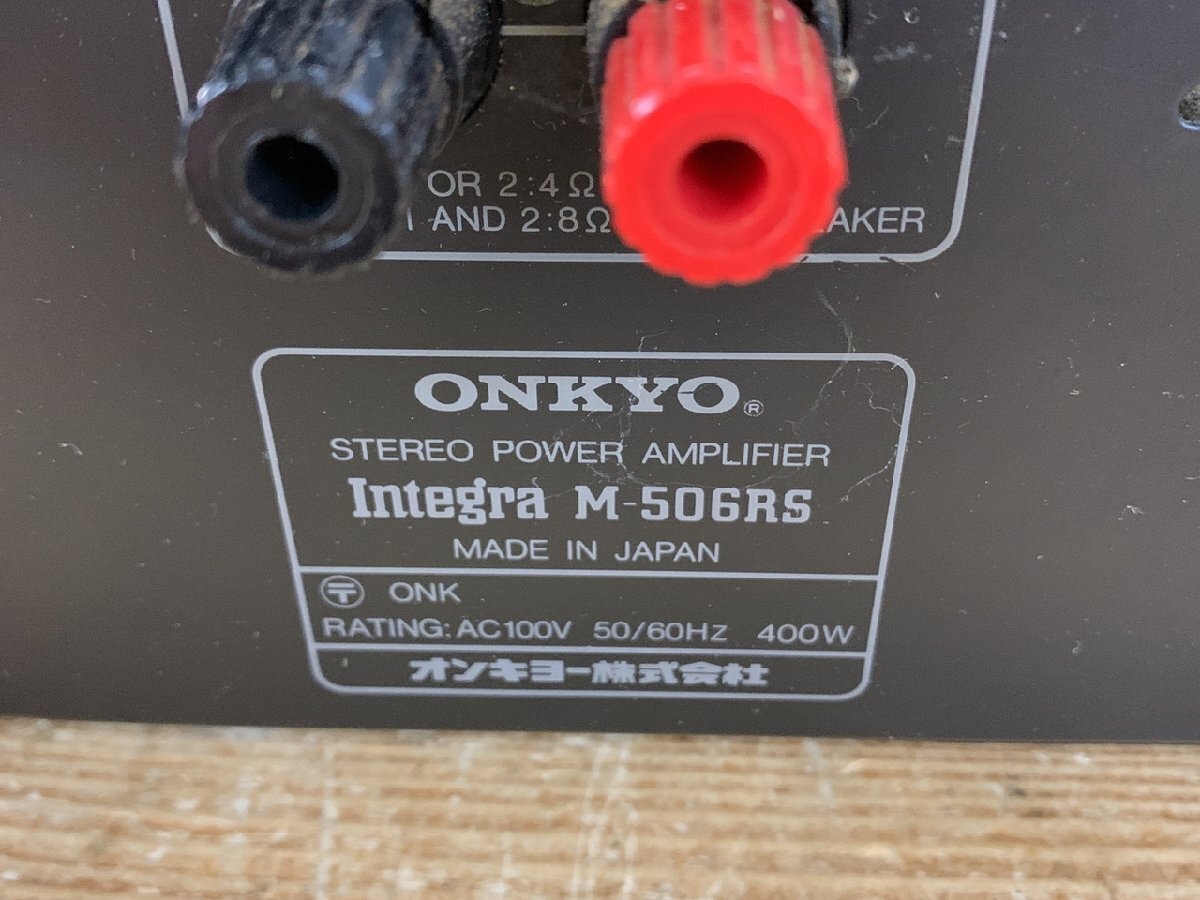 OR 2:4Ω
AND 2:8Ω
ONKYO®
STEREO POWER AMPLIFIER
Integra M-506RS
MADE IN JAPAN
〒 ONK
RATING: AC100V 50/60Hz 400W
オンキヨー株式会社